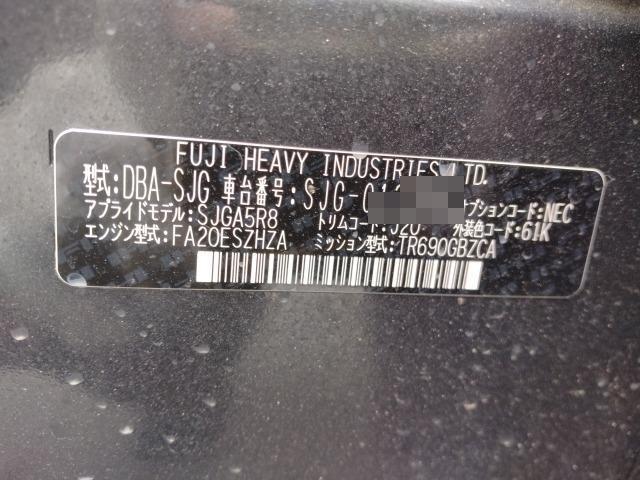 FUJI HEAVY INDUSTRIES LTD.
型式:DBA-SJG 車台番号:SJG-01
アプライドモデル:SJGA5R8 トリムコード: オプションコード:NEC
エンジン型式:FA20ESZHZA ミッション型式:TR690GBZCA 外装色コード:61K